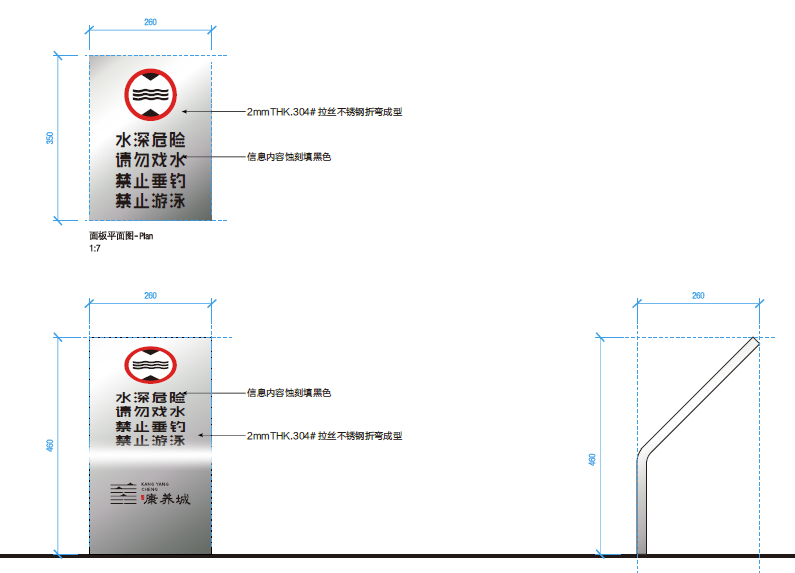 260
350
水深危险
请勿戏水
禁止垂钓
禁止游泳
2mmTHK.304# 拉丝不锈钢折弯成型
信息内容蚀刻填黑色
面板平面图-Plan
1:7
260
260
460
水深危险
请勿戏水
禁止垂钓
禁止游泳
信息内容蚀刻填黑色
2mmTHK.304# 拉丝不锈钢折弯成型
KANG YANG
CHENG
康养城
460